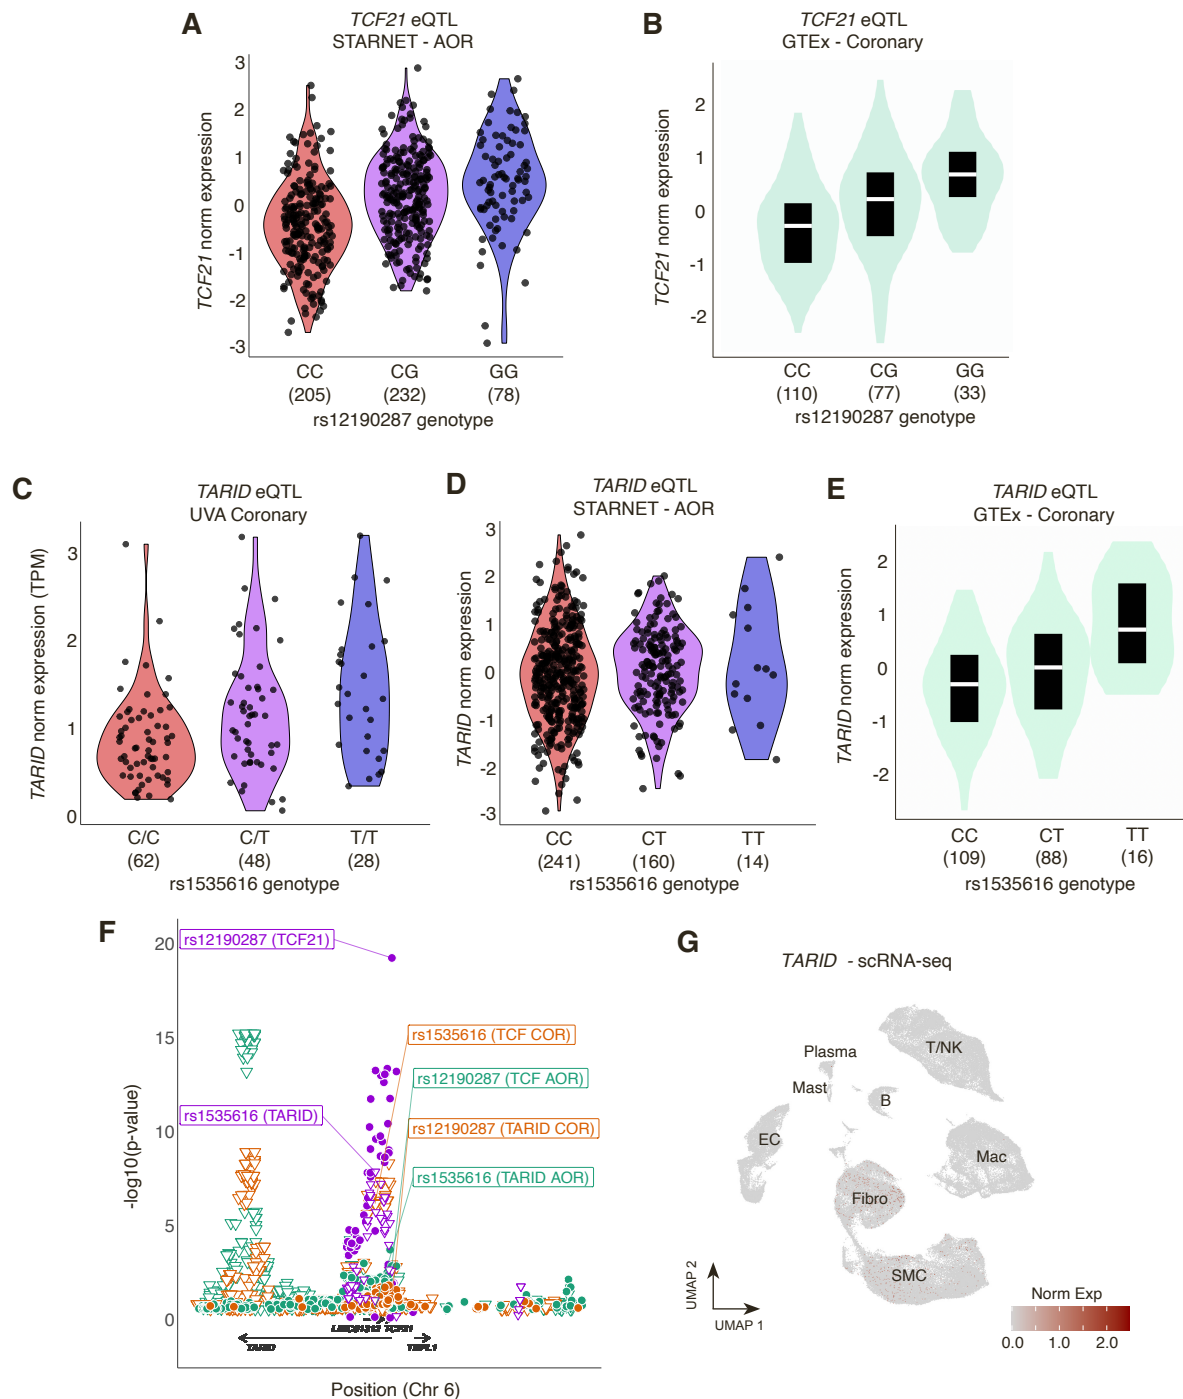 A
TCF21 eQTL
STARNET - AOR
TCF21 norm expression
3
2
1
0
-1
-2
-3
CC
CG
GG
(205)
(232)
(78)
rs12190287 genotype
B
TCF21 eQTL
GTEx - Coronary
TCF21 norm expression
2
1
0
-1
-2
CC
CG
GG
(110)
(77)
(33)
rs12190287 genotype
C
TARID eQTL
UVA Coronary
TARID norm expression (TPM)
3
2
1
0
C/C
C/T
T/T
(62)
(48)
(28)
rs1535616 genotype
D
TARID eQTL
STARNET - AOR
TARID norm expression
3
2
1
0
-1
-2
-3
CC
CT
TT
(241)
(160)
(14)
rs1535616 genotype
E
TARID eQTL
GTEx - Coronary
TARID norm expression
2
1
0
-1
-2
CC
CT
TT
(109)
(88)
(16)
rs1535616 genotype
F
-log10(p-value)
20
15
10
5
0
rs12190287 (TCF21)
rs1535616 (TCF COR)
rs12190287 (TCF AOR)
rs1535616 (TARID)
rs12190287 (TARID COR)
rs1535616 (TARID AOR)
TCF21
TARID
TBPL1
Position (Chr 6)
G
TARID - scRNA-seq
T/NK
Plasma
Mast
B
EC
Mac
Fibro
SMC
UMAP 2
UMAP 1
Norm Exp
0.0
1.0
2.0